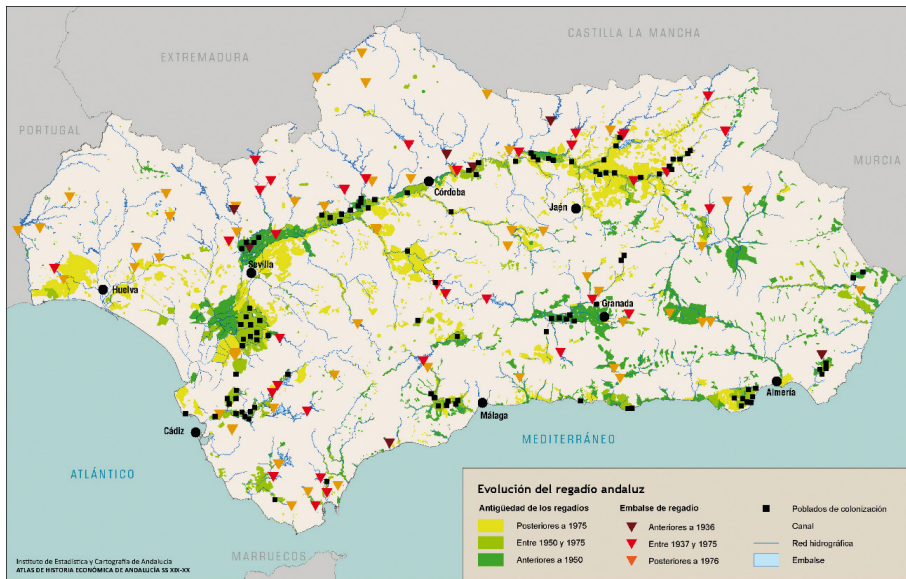 CASTILLA LA MANCHA
EXTREMADURA
PORTUGAL
MURCIA
Córdoba
Jaén
Sevilla
Huelva
Granada
Almería
Málaga
Cádiz
MEDITERRÁNEO
ATLÁNTICO
MARRUECOS
Evolución del regadío andaluz
Antigüedad de los regadíos
Posteriores a 1975
Entre 1950 y 1975
Anteriores a 1950
Embalse de regadío
Anteriores a 1936
Entre 1937 y 1975
Posteriores a 1976
Poblados de colonización
Canal
Red hidrográfica
Embalse
Instituto de Estadística y Cartografía de Andalucía
ATLAS DE HISTORIA ECONÓMICA DE ANDALUCÍA SS XIX-XX